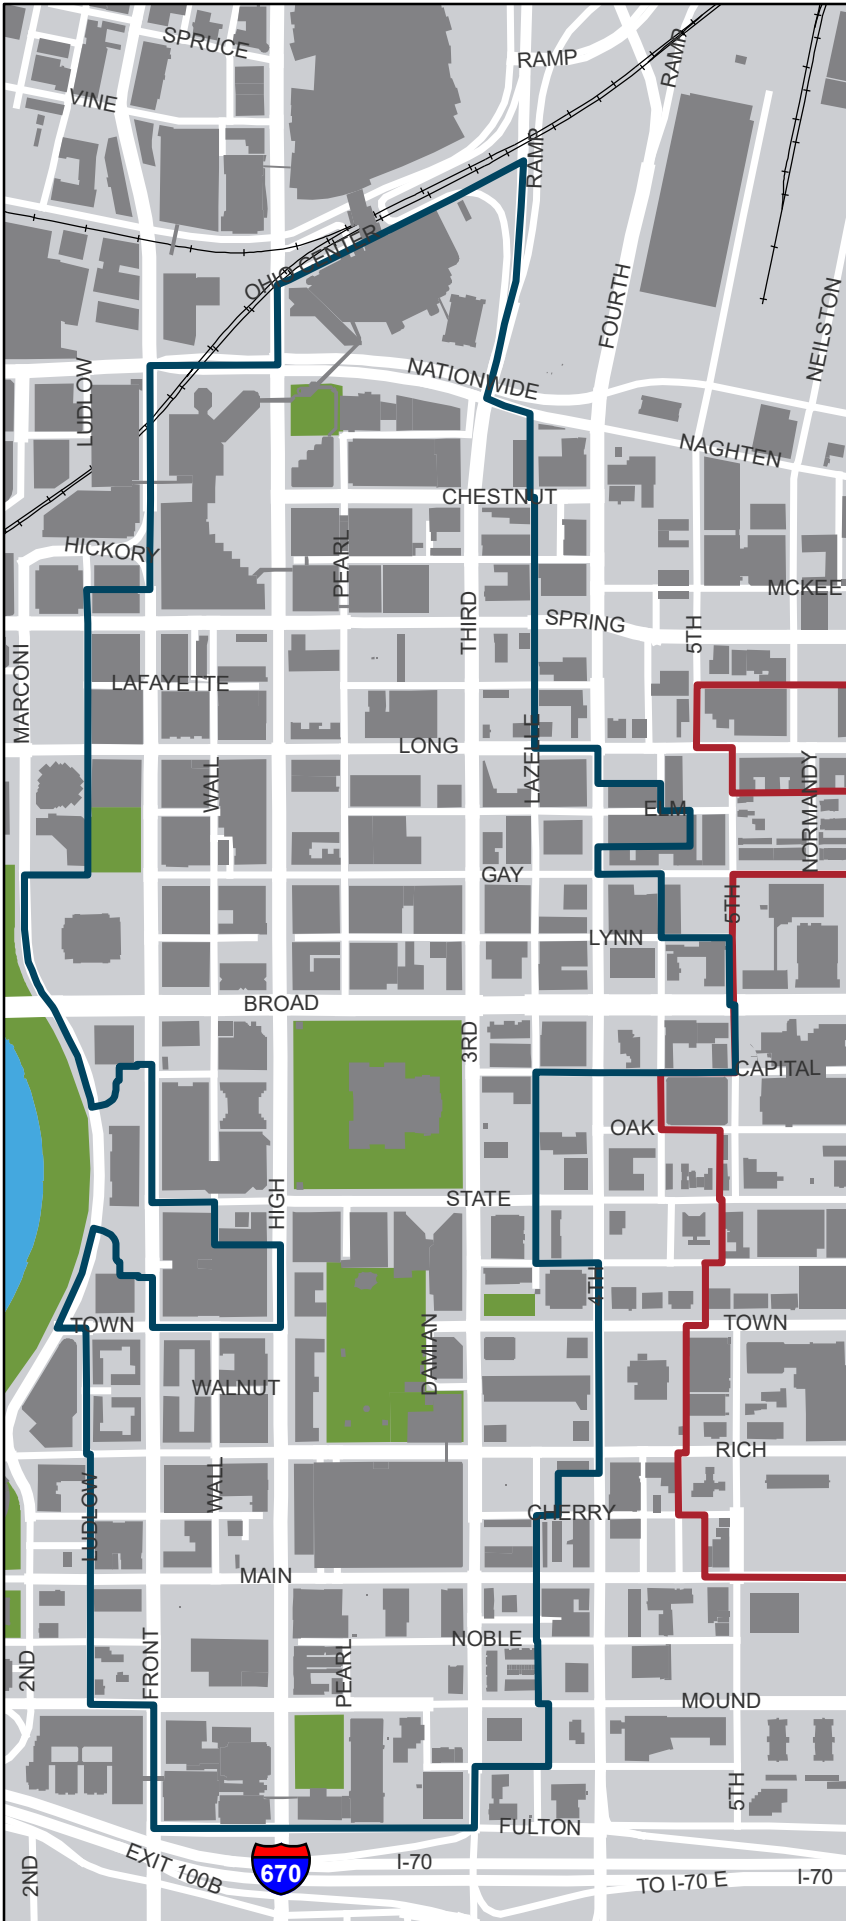 SPRUCE
RAMP
RAMP
VINE
RAMP
OHIO CENTER
FOURTH
NEILSTON
NATIONWIDE
LUDLOW
NAGHTEN
CHESTNUT
HICKORY
PEARL
MCKEE
THIRD
SPRING
5TH
MARCONI
LAFAYETTE
LONG
LAZELLE
WALL
ELM
NORMANDY
GAY
5TH
LYNN
BROAD
3RD
CAPITAL
OAK
STATE
HIGH
4TH
TOWN
TOWN
DAMIAN
WALNUT
RICH
WALL
LUDLOW
CHERRY
MAIN
NOBLE
2ND
FRONT
PEARL
MOUND
5TH
FULTON
EXIT 100B
I-70
670
2ND
TO I-70 E
I-70